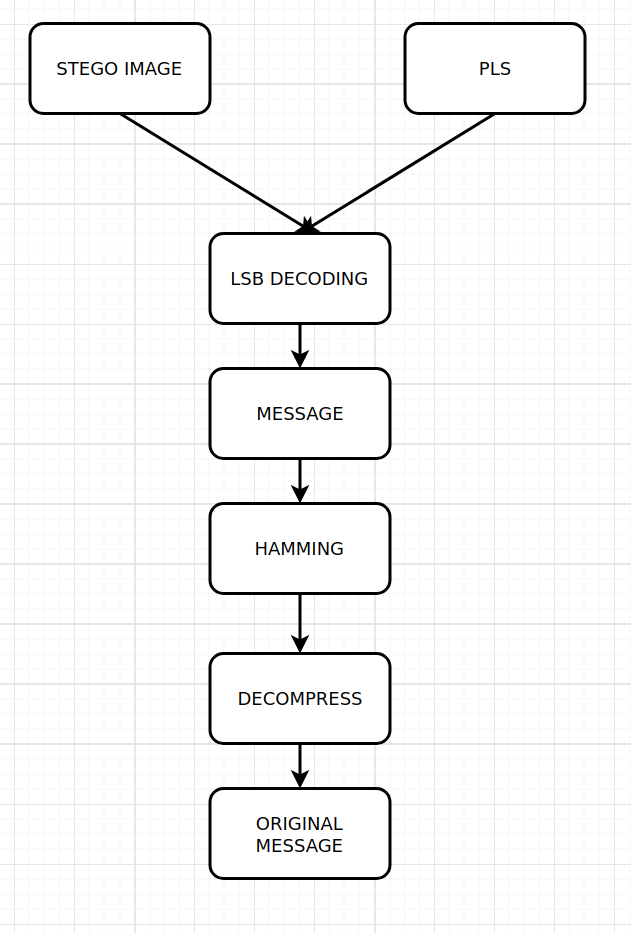 STEGO IMAGE
PLS
LSB DECODING
MESSAGE
HAMMING
DECOMPRESS
ORIGINAL
MESSAGE